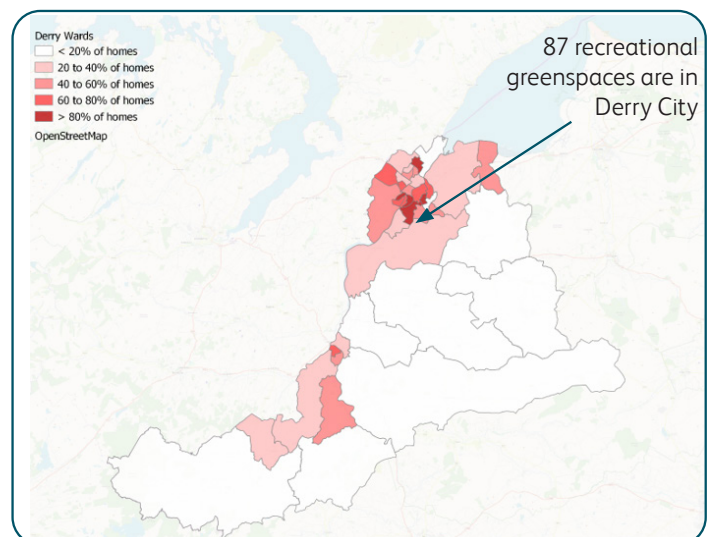 Derry Wards
< 20% of homes
20 to 40% of homes
40 to 60% of homes
60 to 80% of homes
> 80% of homes
OpenStreetMap
87 recreational
greenspaces are in
Derry City